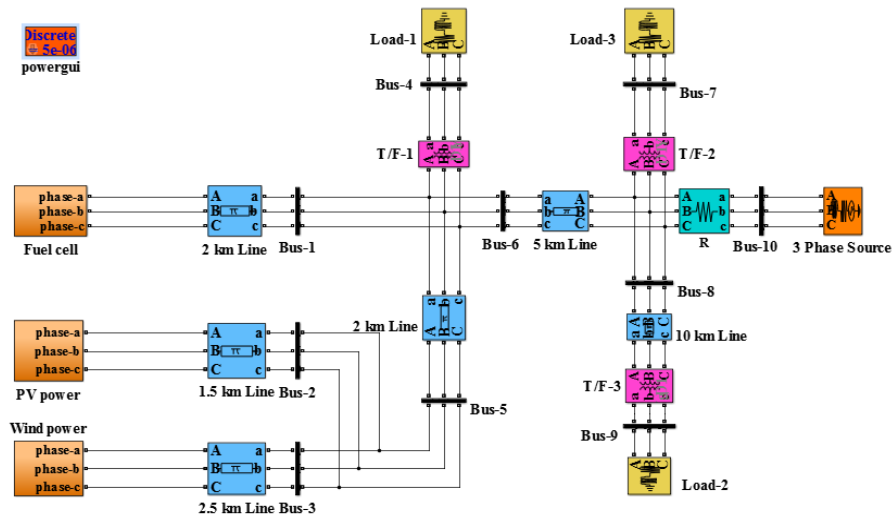 Discrete
5e-06
powergui
Load-1
A B C
Load-3
A B C
Bus-4
Bus-7
T/F-1
a b c
A B C
T/F-2
a b c
A B C
phase-a
phase-b
phase-c
Fuel cell
A a
B π b
C c
2 km Line
Bus-1
Bus-6
a A
b π B
c C
5 km Line
A a
B b
C c
R
Bus-10
A
B
C
3 Phase Source
Bus-8
a b c
π
A B C
2 km Line
A B C
a b c
10 km Line
phase-a
phase-b
phase-c
PV power
A a
B π b
C c
1.5 km Line
Bus-2
Bus-5
A B C
a b c
T/F-3
Bus-9
Wind power
phase-a
phase-b
phase-c
A a
B π b
C c
2.5 km Line
Bus-3
A B C
Load-2